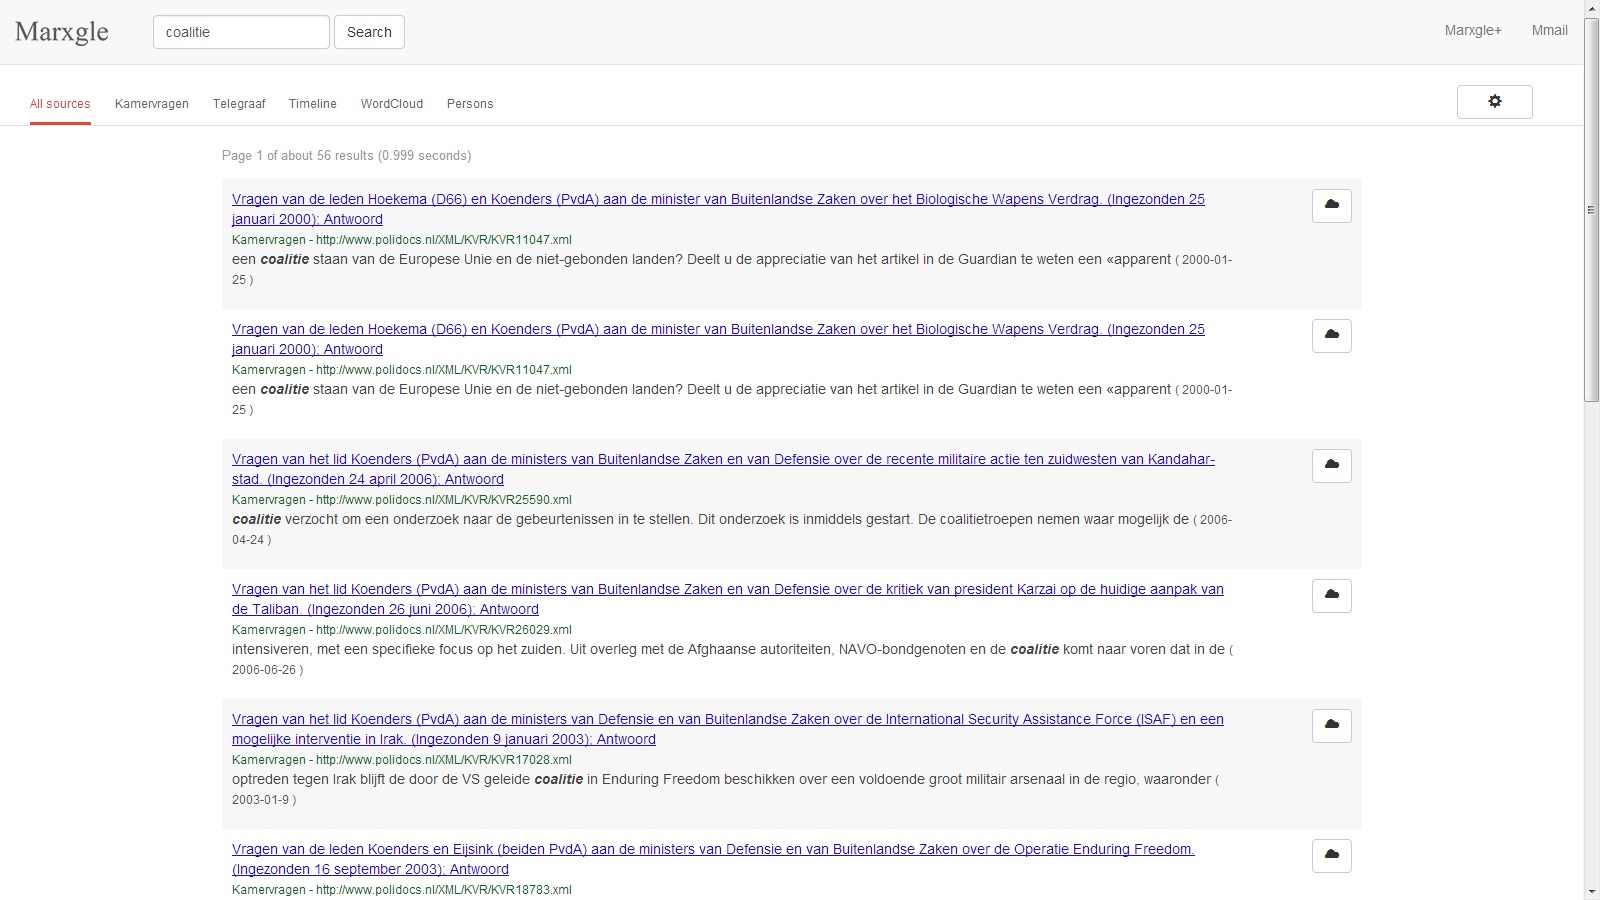 Marxgle
coalitie
Search
Marxgle+
Mmail
All sources
Kamervragen
Telegraaf
Timeline
WordCloud
Persons
Page 1 of about 56 results (0.999 seconds)
Vragen van de leden Hoekema (D66) en Koenders (PvdA) aan de minister van Buitenlandse Zaken over het Biologische Wapens Verdrag. (Ingezonden 25
januari 2000); Antwoord
Kamervragen - http://www.polidocs.nl/XML/KVR/KVR11047.xml
een coalitie staan van de Europese Unie en de niet-gebonden landen? Deelt u de appreciatie van het artikel in de Guardian te weten een «apparent ( 2000-01-
25 )
Vragen van de leden Hoekema (D66) en Koenders (PvdA) aan de minister van Buitenlandse Zaken over het Biologische Wapens Verdrag. (Ingezonden 25
januari 2000); Antwoord
Kamervragen - http://www.polidocs.nl/XML/KVR/KVR11047.xml
een coalitie staan van de Europese Unie en de niet-gebonden landen? Deelt u de appreciatie van het artikel in de Guardian te weten een «apparent ( 2000-01-
25 )
Vragen van het lid Koenders (PvdA) aan de ministers van Buitenlandse Zaken en van Defensie over de recente militaire actie ten zuidwesten van Kandahar-
stad. (Ingezonden 24 april 2006); Antwoord
Kamervragen - http://www.polidocs.nl/XML/KVR/KVR25590.xml
coalitie verzocht om een onderzoek naar de gebeurtenissen in te stellen. Dit onderzoek is inmiddels gestart. De coalitietroepen nemen waar mogelijk de ( 2006-
04-24 )
Vragen van het lid Koenders (PvdA) aan de ministers van Buitenlandse Zaken en van Defensie over de kritiek van president Karzai op de huidige aanpak van
de Taliban. (Ingezonden 26 juni 2006); Antwoord
Kamervragen - http://www.polidocs.nl/XML/KVR/KVR26029.xml
intensiveren, met een specifieke focus op het zuiden. Uit overleg met de Afghaanse autoriteiten, NAVO-bondgenoten en de coalitie komt naar voren dat in de (
2006-06-26 )
Vragen van het lid Koenders (PvdA) aan de ministers van Defensie en van Buitenlandse Zaken over de International Security Assistance Force (ISAF) en een
mogelijke interventie in Irak. (Ingezonden 9 januari 2003); Antwoord
Kamervragen - http://www.polidocs.nl/XML/KVR/KVR17028.xml
optreden tegen Irak blijft de door de VS geleide coalitie in Enduring Freedom beschikken over een voldoende groot militair arsenaal in de regio, waaronder (
2003-01-9 )
Vragen van de leden Koenders en Eijsink (beiden PvdA) aan de ministers van Defensie en van Buitenlandse Zaken over de Operatie Enduring Freedom.
(Ingezonden 16 september 2003); Antwoord
Kamervragen - http://www.polidocs.nl/XML/KVR/KVR18783.xml